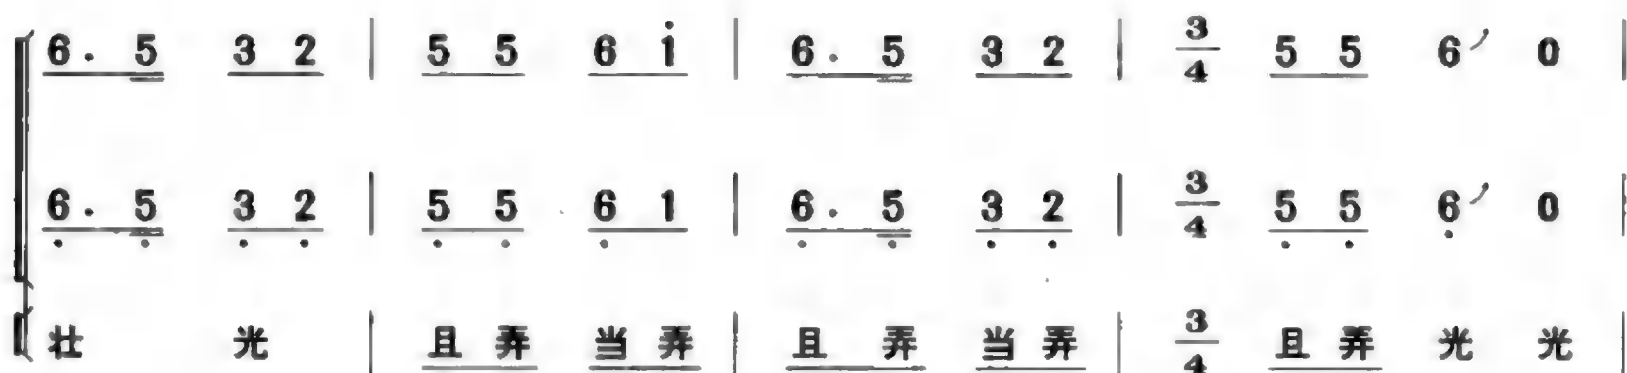 6. 5 3 2 | 5 5 6 i | 6. 5 3 2 | 3/4 5 5 6 0 |
6. 5 3 2 | 5 5 6 1 | 6. 5 3 2 | 3/4 5 5 6 0 |
壮 光 | 且 弄 当 弄 | 且 弄 当 弄 | 3/4 且 弄 光 光 |